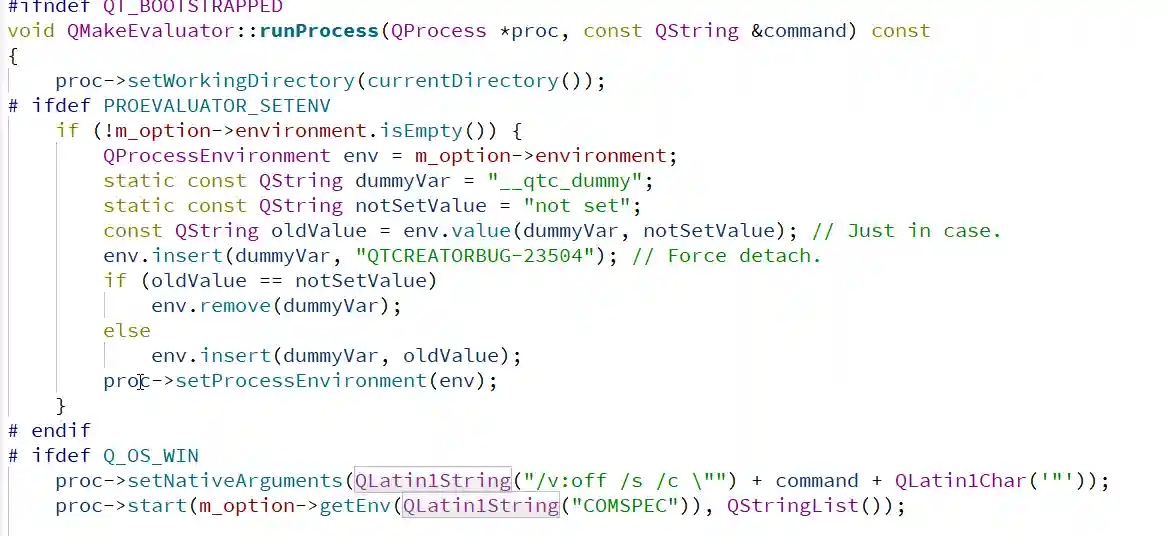 #ifndef QT_BOOTSTRAPPED
void QMakeEvaluator::runProcess(QProcess *proc, const QString &command) const
{
    proc->setWorkingDirectory(currentDirectory());
# ifdef PROEVALUATOR_SETENV
    if (!m_option->environment.isEmpty()) {
        QProcessEnvironment env = m_option->environment;
        static const QString dummyVar = "__qtc_dummy";
        static const QString notSetValue = "not set";
        const QString oldValue = env.value(dummyVar, notSetValue); // Just in case.
        env.insert(dummyVar, "QTCREATORBUG-23504"); // Force detach.
        if (oldValue == notSetValue)
            env.remove(dummyVar);
        else
            env.insert(dummyVar, oldValue);
        proc->setProcessEnvironment(env);
    }
# endif
# ifdef Q_OS_WIN
    proc->setNativeArguments(QLatin1String("/v:off /s /c \"") + command + QLatin1Char('"'));
    proc->start(m_option->getEnv(QLatin1String("COMSPEC")), QStringList());